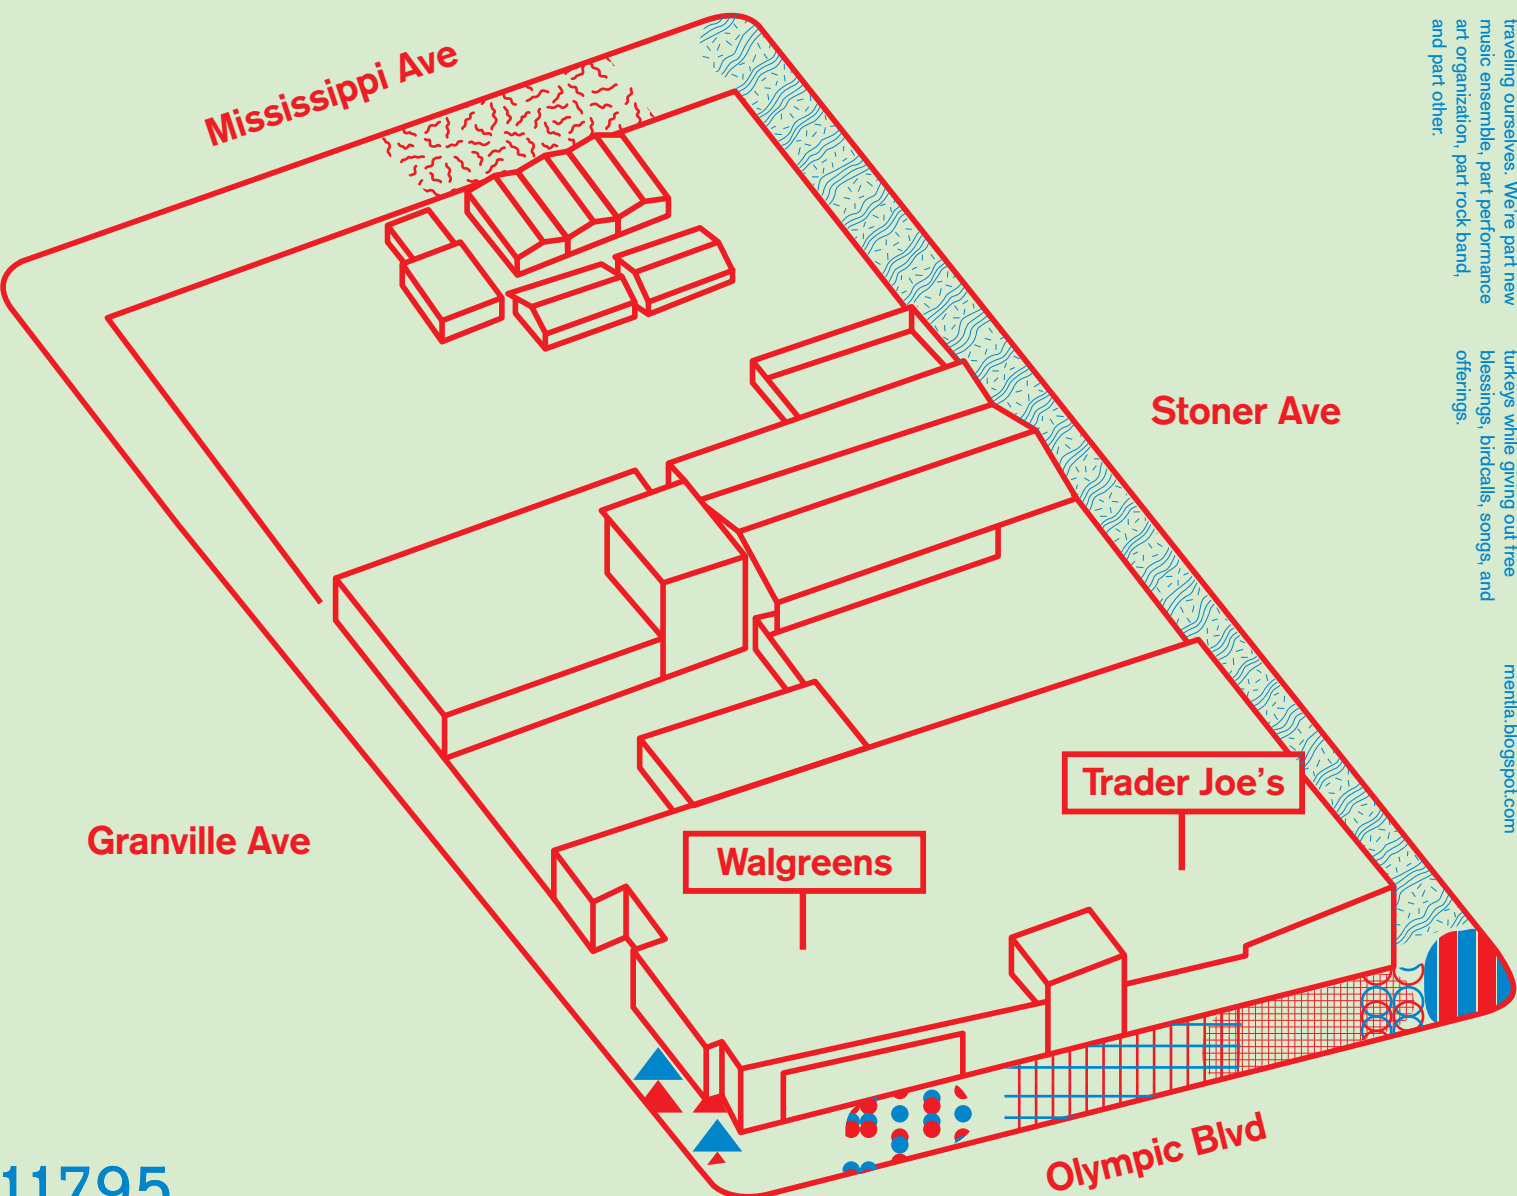 Mississippi Ave
Stoner Ave
Granville Ave
Trader Joe’s
Walgreens
Olympic Blvd
11795
traveling ourselves. We’re part new
music ensemble, part performance
art organization, part rock band,
and part other.
turkeys while giving out free
blessings, birdcalls, songs, and
offerings.
mentla.blogspot.com